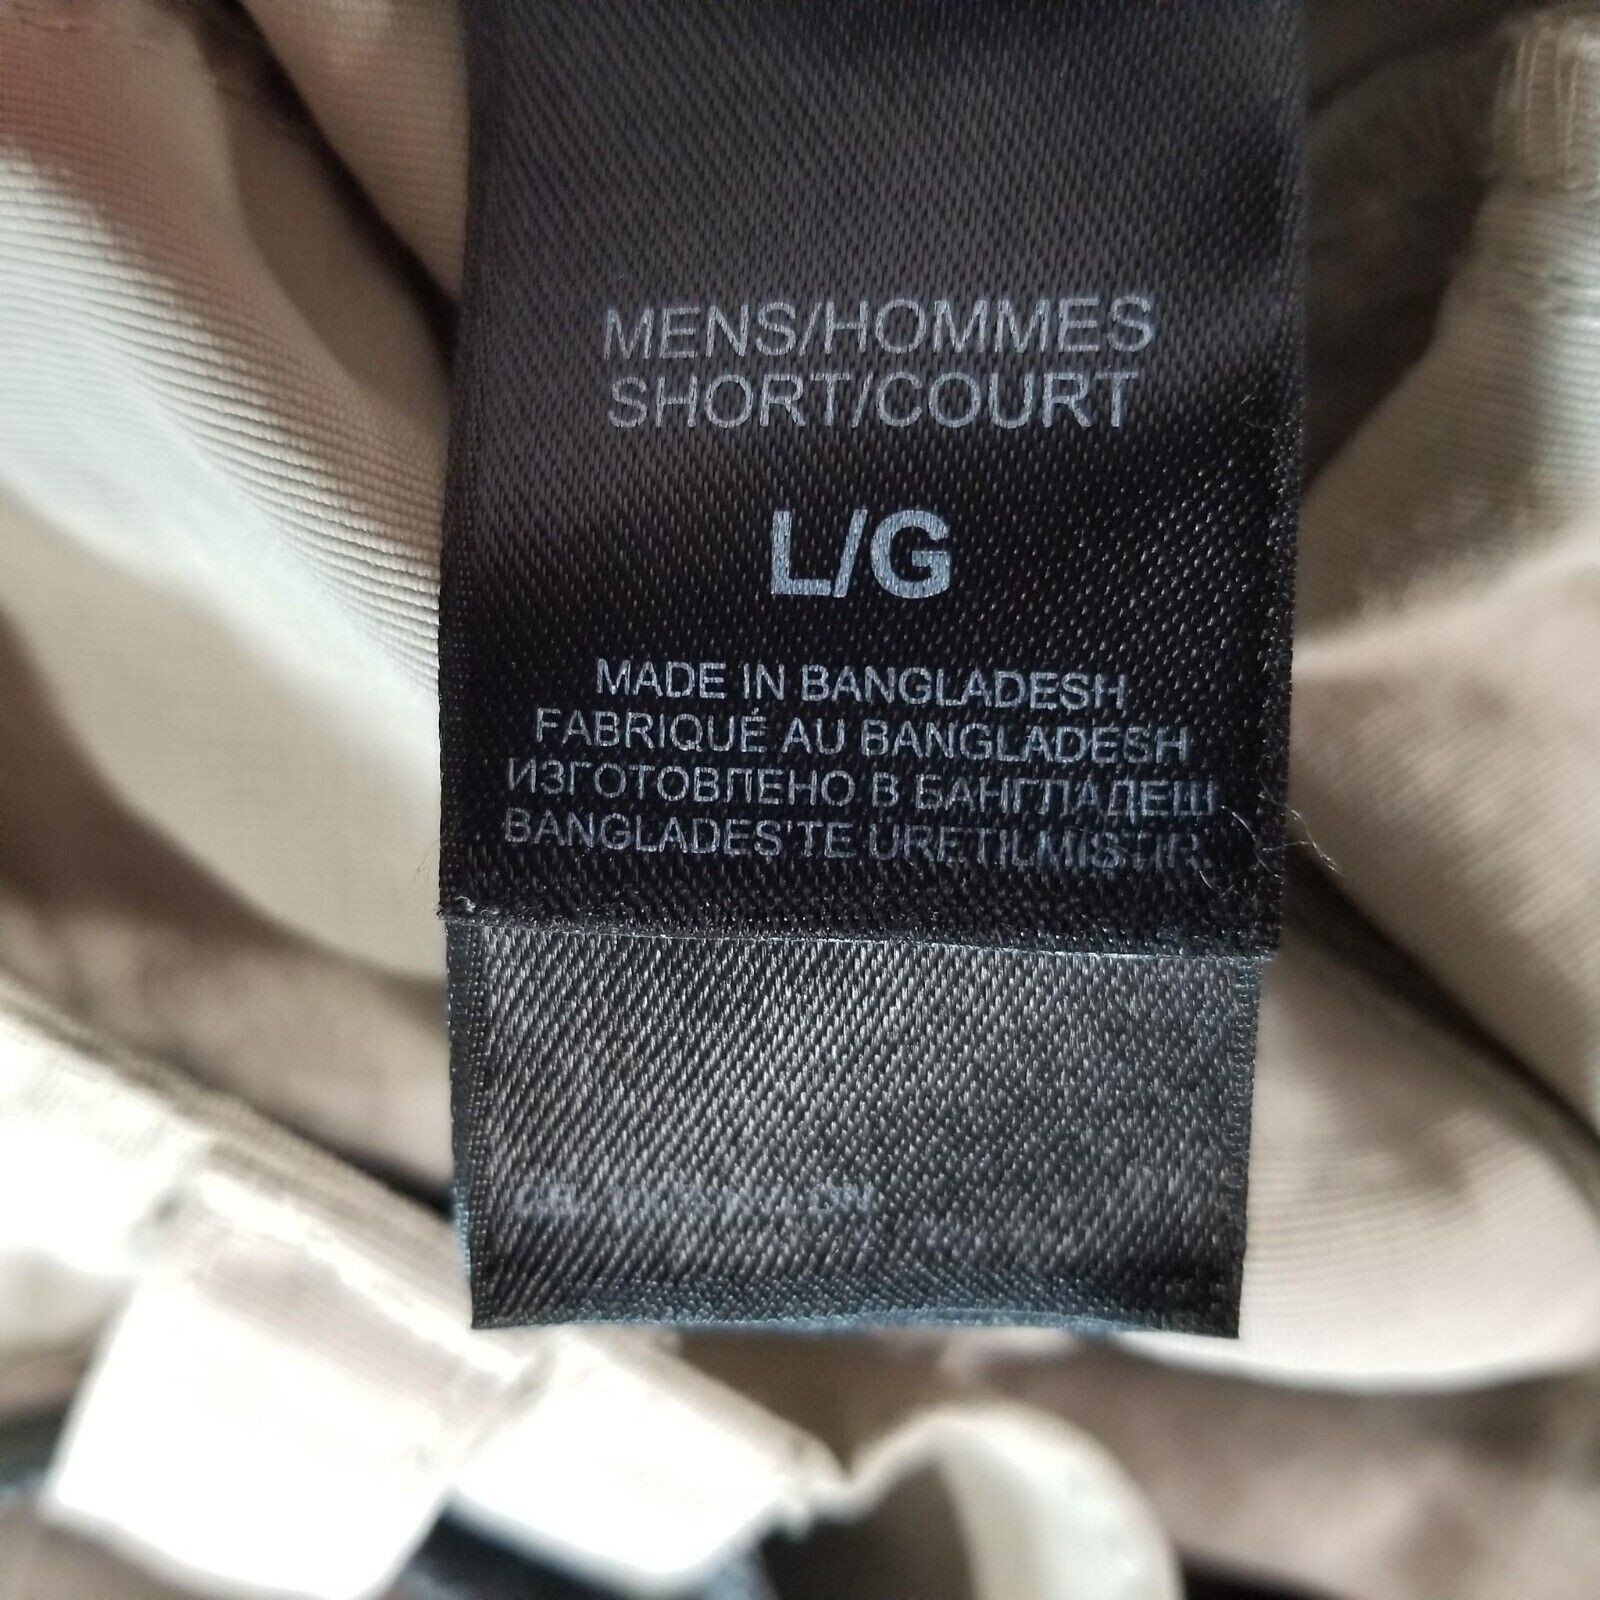 MENS/HOMMES
SHORT/COURT
L/G
MADE IN BANGLADESH
FABRIQUÉ AU BANGLADESH
ИЗГОТОВЛЕНО В БАНГЛАДЕШ
BANGLADES'TE URETILMISTIR.